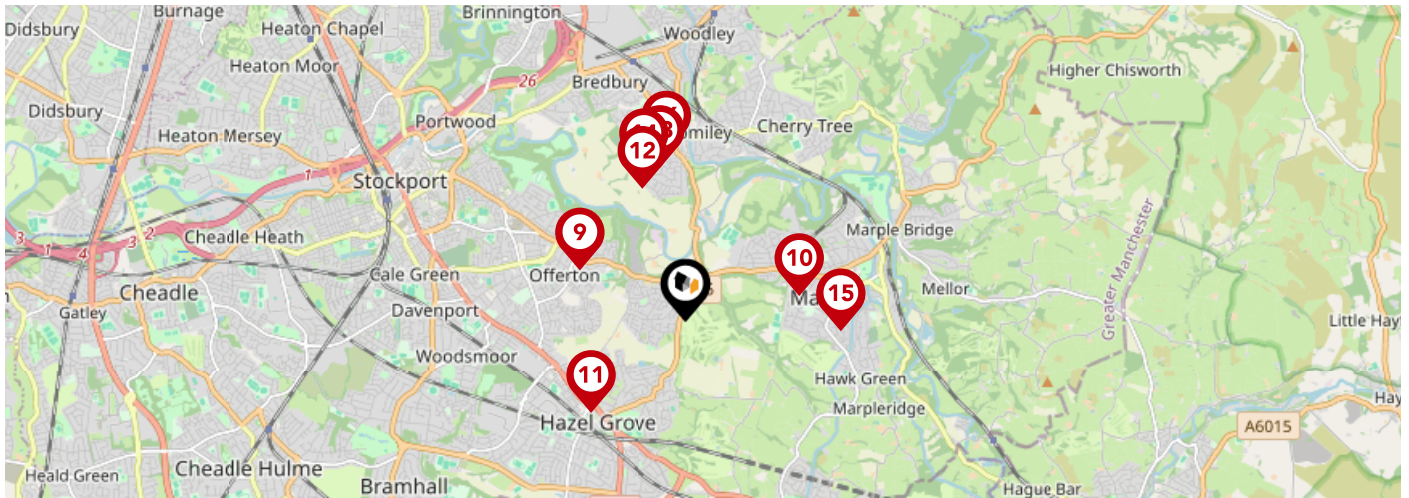 Burnage
Brinnington
Didsbury
Heaton Chapel
Woodley
Heaton Moor
Higher Chisworth
26
Bredbury
Didsbury
Portwood
Cherry Tree
Heaton Mersey
miley
12
1
Stockport
Greater Manchester
9
Marple Bridge
3
2
Cheadle Heath
3
1
4
10
Offerton
Cale Green
Mellor
Cheadle
15
Ma
Gatley
Davenport
Little Hay
Woodsmoor
11
Hawk Green
Hay
Marpleridge
Hazel Grove
A6015
Cheadle Hulme
Heald Green
Bramhall
Hague Bar